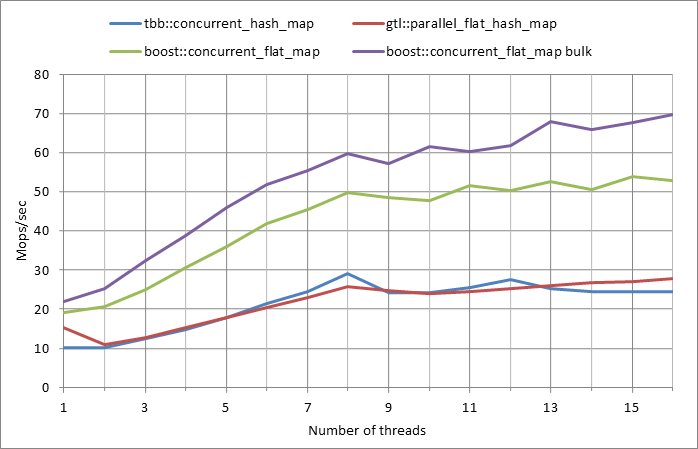 tbb::concurrent_hash_map gtl::parallel_flat_hash_map
boost::concurrent_flat_map boost::concurrent_flat_map bulk
80
70
60
50
40
30
20
10
0
Mops/sec
1 3 5 7 9 11 13 15
Number of threads